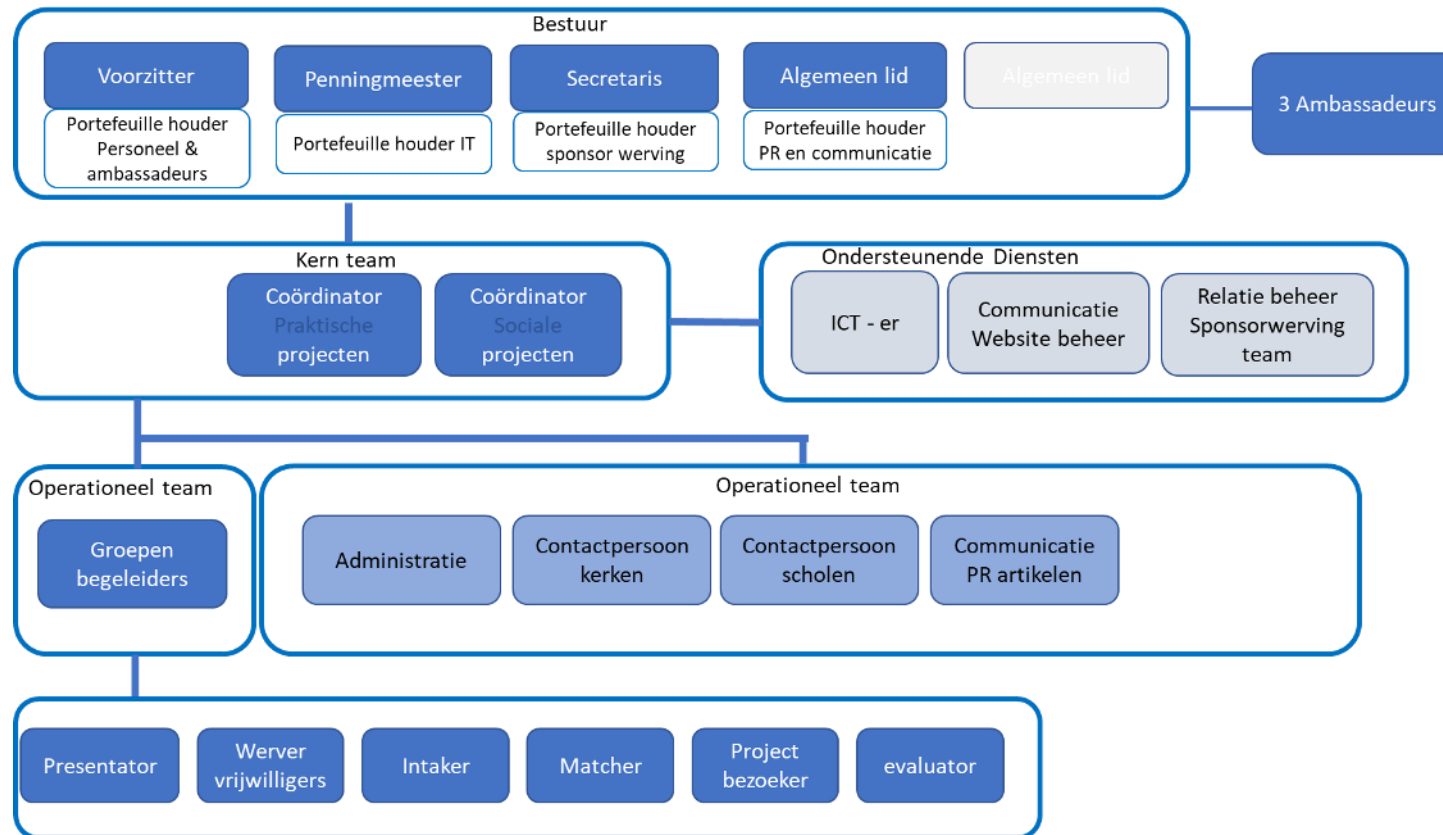 Bestuur
Voorzitter
Penningmeester
Secretaris
Algemeen lid
Algemeen lid
3 Ambassadeurs
Portefeuille houder
Personeel &
ambassadeurs
Portefeuille houder IT
Portefeuille houder
sponsor werving
Portefeuille houder
PR en communicatie
Kern team
Coördinator
Praktische
projecten
Coördinator
Sociale
projecten
Ondersteunende Diensten
ICT - er
Communicatie
Website beheer
Relatie beheer
Sponsorwerving
team
Operationeel team
Groepen
begeleiders
Operationeel team
Administratie
Contactpersoon
kerken
Contactpersoon
scholen
Communicatie
PR artikelen
Presentator
Werver
vrijwilligers
Intaker
Matcher
Project
bezoeker
evaluator